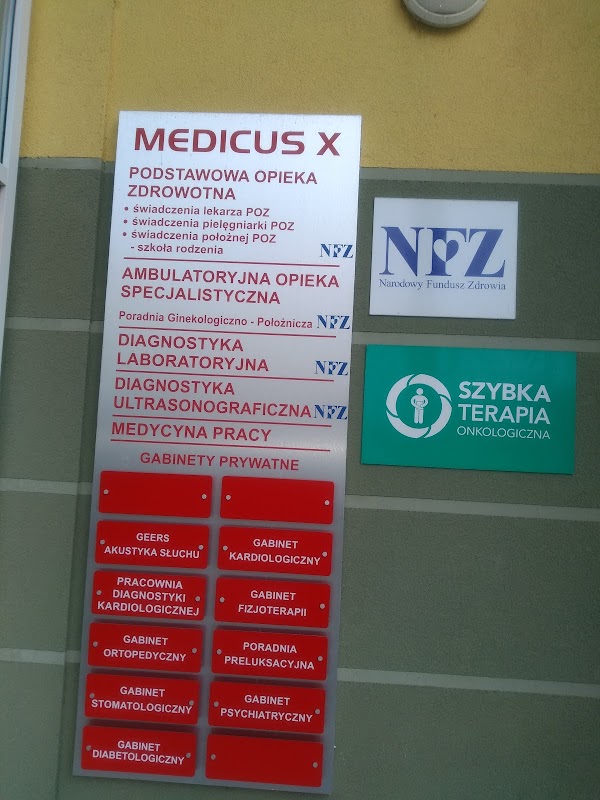 MEDICUS X
PODSTAWOWA OPIEKA
ZDROWOTNA
• świadczenia lekarza POZ
• świadczenia pielęgniarki POZ
• świadczenia położnej POZ
- szkoła rodzenia NFZ
AMBULATORYJNA OPIEKA
SPECJALISTYCZNA
Poradnia Ginekologiczno - Położnicza NFZ
DIAGNOSTYKA
LABORATORYJNA NFZ
DIAGNOSTYKA
ULTRASONOGRAFICZNA NFZ
MEDYCYNA PRACY
GABINETY PRYWATNE
GEERS
AKUSTYKA SŁUCHU
GABINET
KARDIOLOGICZNY
PRACOWNIA
DIAGNOSTYKI
KARDIOLOGICZNEJ
GABINET
FIZJOTERAPII
GABINET
ORTOPEDYCZNY
PORADNIA
PRELUKSACYJNA
GABINET
STOMATOLOGICZNY
GABINET
PSYCHIATRYCZNY
GABINET
DIABETOLOGICZNY
NFZ
Narodowy Fundusz Zdrowia
SZYBKA
TERAPIA
ONKOLOGICZNA